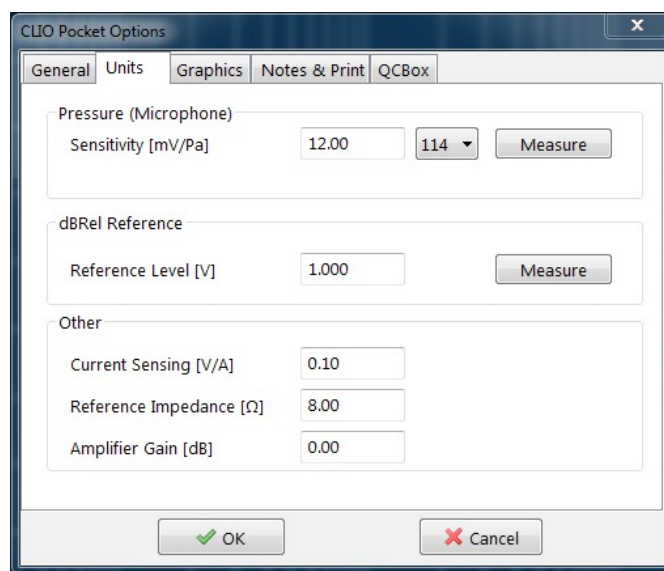 CLIO Pocket Options x
General Units Graphics Notes & Print QCBox
Pressure (Microphone)
Sensitivity [mV/Pa] 12.00 114 Measure
dBRel Reference
Reference Level [V] 1.000 Measure
Other
Current Sensing [V/A] 0.10
Reference Impedance [Ω] 8.00
Amplifier Gain [dB] 0.00
OK Cancel